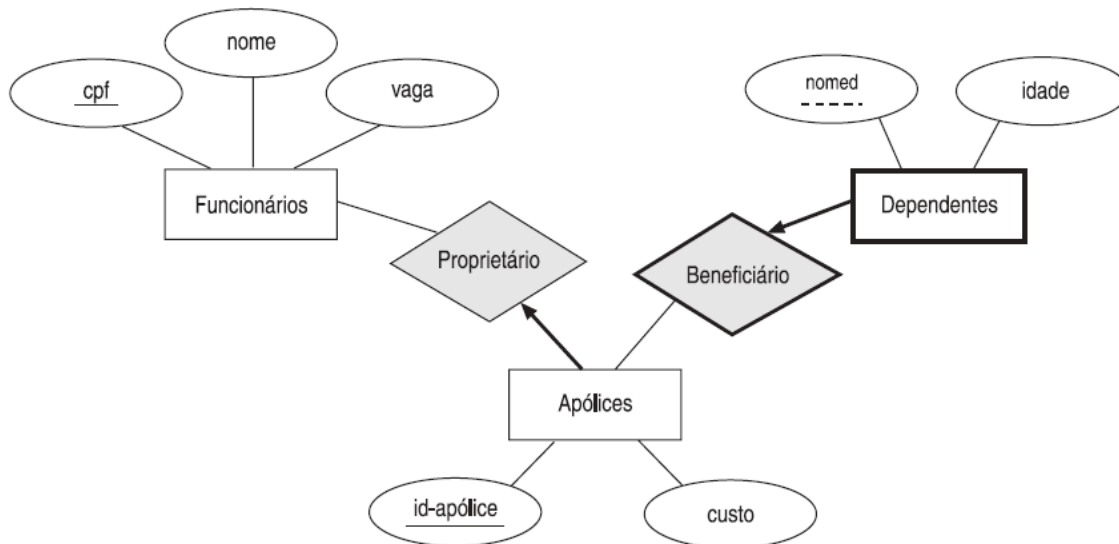 nome
cpf
vaga
nomed
idade
Funcionários
Dependentes
Proprietário
Beneficiário
Apólices
id-apólice
custo